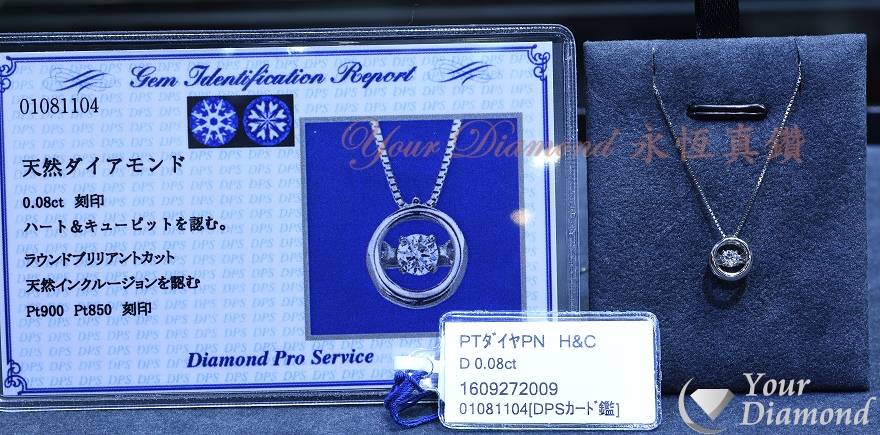 Gem Identification Report
01081104
天然ダイアモンド
0.08ct 刻印
ハート＆キューピットを認む。
ラウンドブリリアントカット
天然インクルージョンを認む
Pt900 Pt850 刻印
Diamond Pro Service
Your Diamond 永恆真鑽
PTﾀﾞｲﾔPN H&C
D 0.08ct
1609272009
01081104[DPSｶｰﾄﾞ鑑]
Your
Diamond